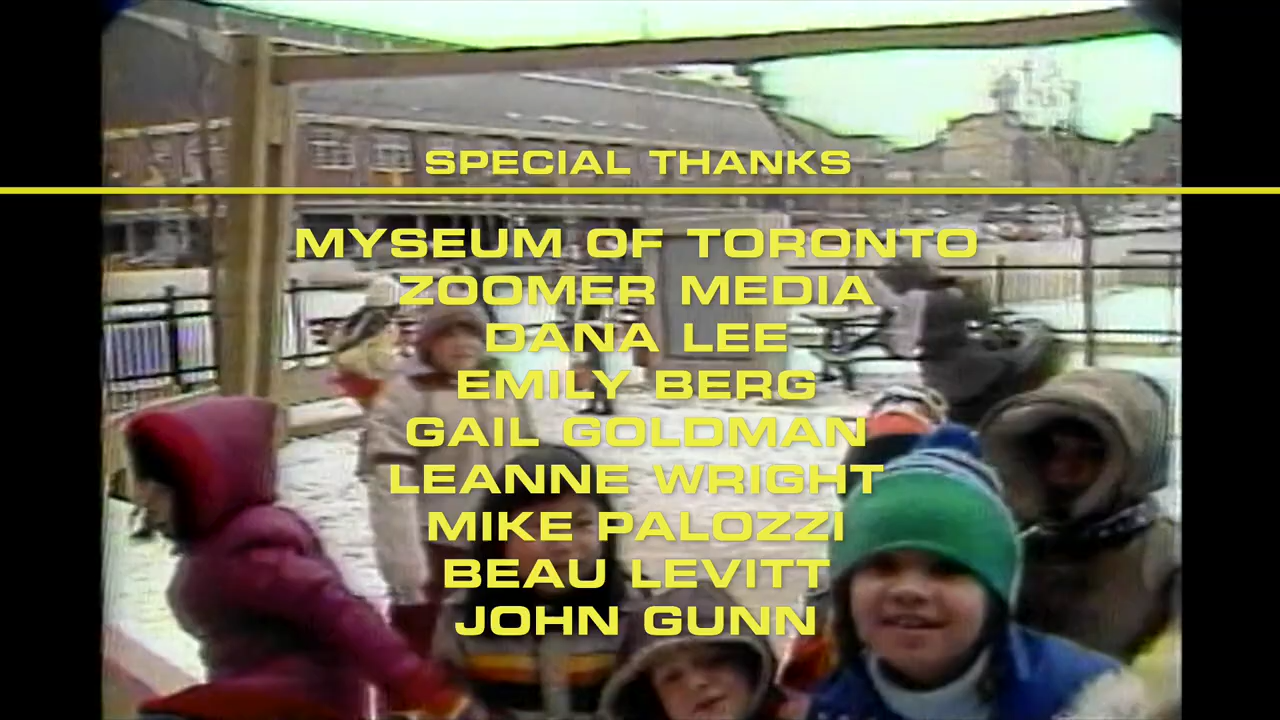 SPECIAL THANKS
MYSEUM OF TORONTO
ZOOMER MEDIA
DANA LEE
EMILY BERG
GAIL GOLDMAN
LEANNE WRIGHT
MIKE PALOZZI
BEAU LEVITT
JOHN GUNN